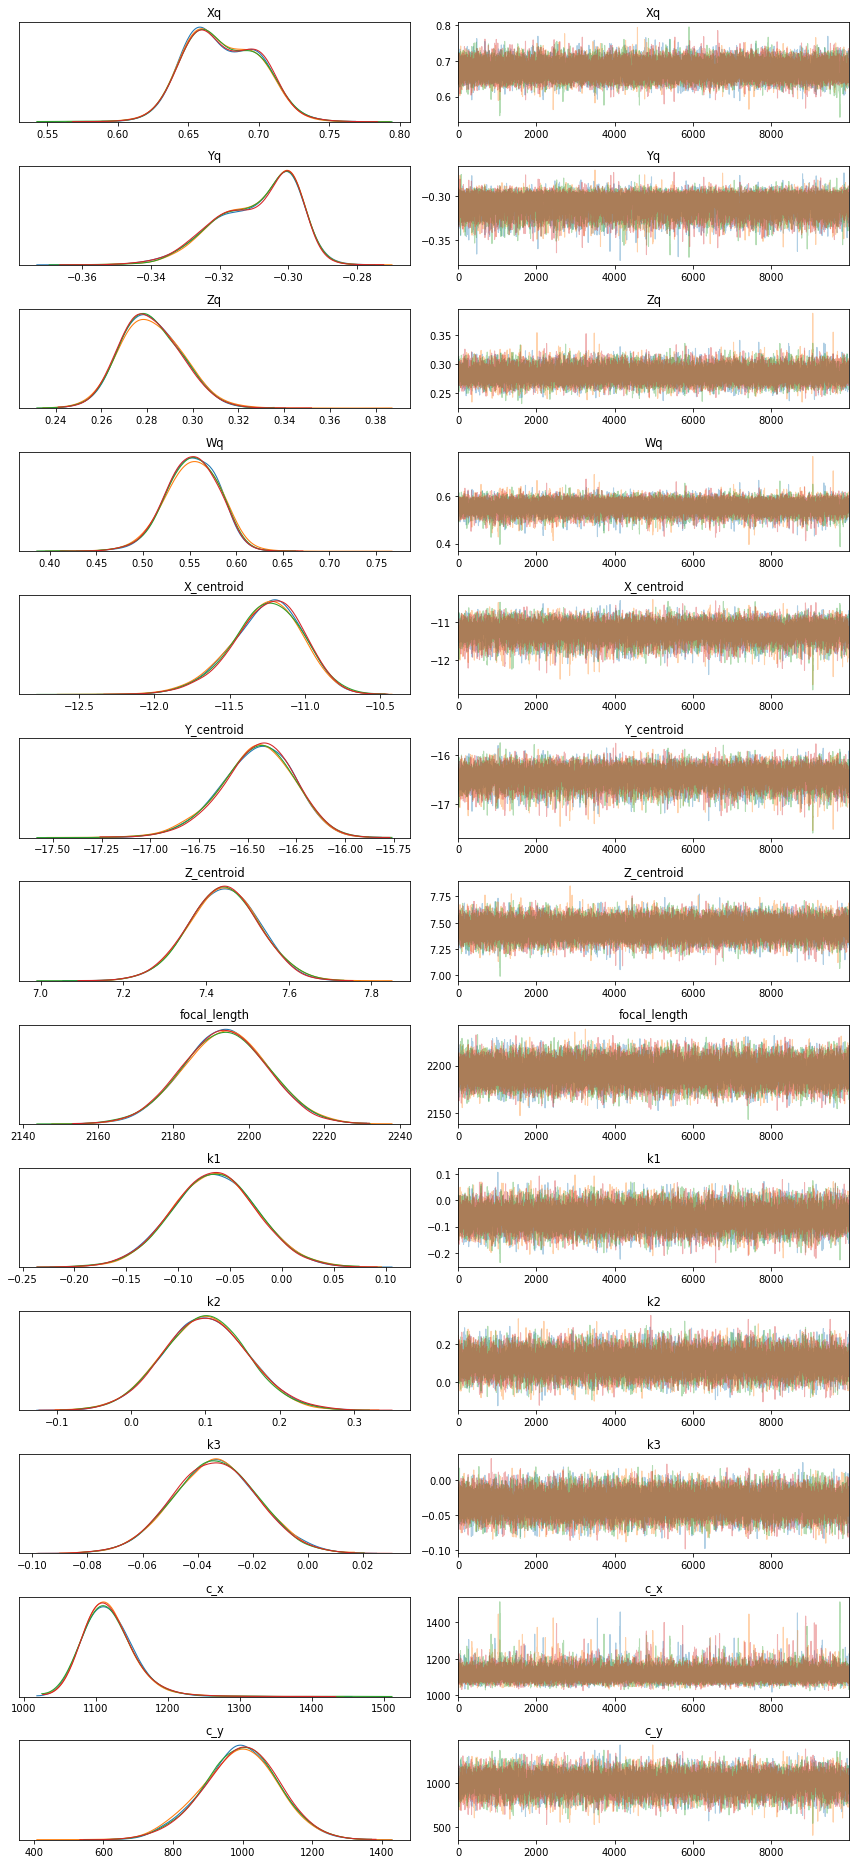 Xq Xq
0.8
0.7
0.6
0.55 0.60 0.65 0.70 0.75 0.80 0 2000 4000 6000 8000
Yq Yq
−0.30
−0.35
−0.36 −0.34 −0.32 −0.30 −0.28 0 2000 4000 6000 8000
Zq Zq
0.35
0.30
0.25
0.24 0.26 0.28 0.30 0.32 0.34 0.36 0.38 0 2000 4000 6000 8000
Wq Wq
0.6
0.4
0.40 0.45 0.50 0.55 0.60 0.65 0.70 0.75 0 2000 4000 6000 8000
X_centroid X_centroid
−11
−12
−12.5 −12.0 −11.5 −11.0 −10.5 0 2000 4000 6000 8000
Y_centroid Y_centroid
−16
−17
−17.50 −17.25 −17.00 −16.75 −16.50 −16.25 −16.00 −15.75 0 2000 4000 6000 8000
Z_centroid Z_centroid
7.75
7.50
7.25
7.00
7.0 7.2 7.4 7.6 7.8 0 2000 4000 6000 8000
focal_length focal_length
2200
2150
2140 2160 2180 2200 2220 2240 0 2000 4000 6000 8000
k1 k1
0.1
0.0
−0.1
−0.2
−0.25 −0.20 −0.15 −0.10 −0.05 0.00 0.05 0.10 0 2000 4000 6000 8000
k2 k2
0.2
0.0
−0.1 0.0 0.1 0.2 0.3 0 2000 4000 6000 8000
k3 k3
0.00
−0.05
−0.10
−0.10 −0.08 −0.06 −0.04 −0.02 0.00 0.02 0 2000 4000 6000 8000
c_x c_x
1400
1200
1000
1000 1100 1200 1300 1400 1500 0 2000 4000 6000 8000
c_y c_y
1000
500
400 600 800 1000 1200 1400 0 2000 4000 6000 8000